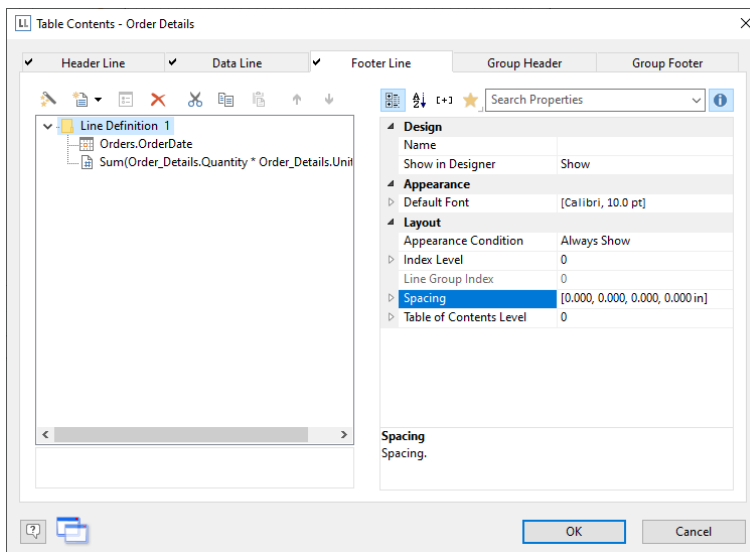 LL Table Contents - Order Details
Header Line
Data Line
Footer Line
Group Header
Group Footer
Search Properties
Line Definition 1
Orders.OrderDate
Sum(Order_Details.Quantity * Order_Details.Unit
Design
Name
Show in Designer Show
Appearance
Default Font [Calibri, 10.0 pt]
Layout
Appearance Condition Always Show
Index Level 0
Line Group Index 0
Spacing [0.000, 0.000, 0.000, 0.000 in]
Table of Contents Level 0
Spacing
Spacing.
OK
Cancel